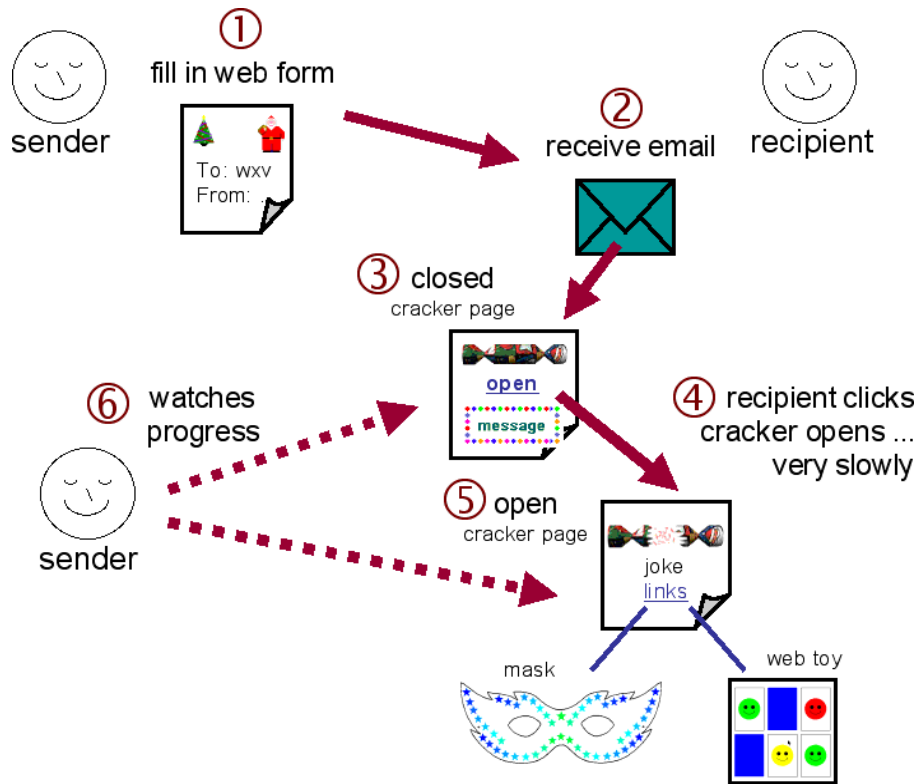 ①
fill in web form
sender
To: wxv
From: ..
②
receive email
recipient
③ closed
cracker page
open
message
④ recipient clicks
cracker opens ...
very slowly
⑥ watches
progress
sender
⑤ open
cracker page
joke
links
mask
web toy